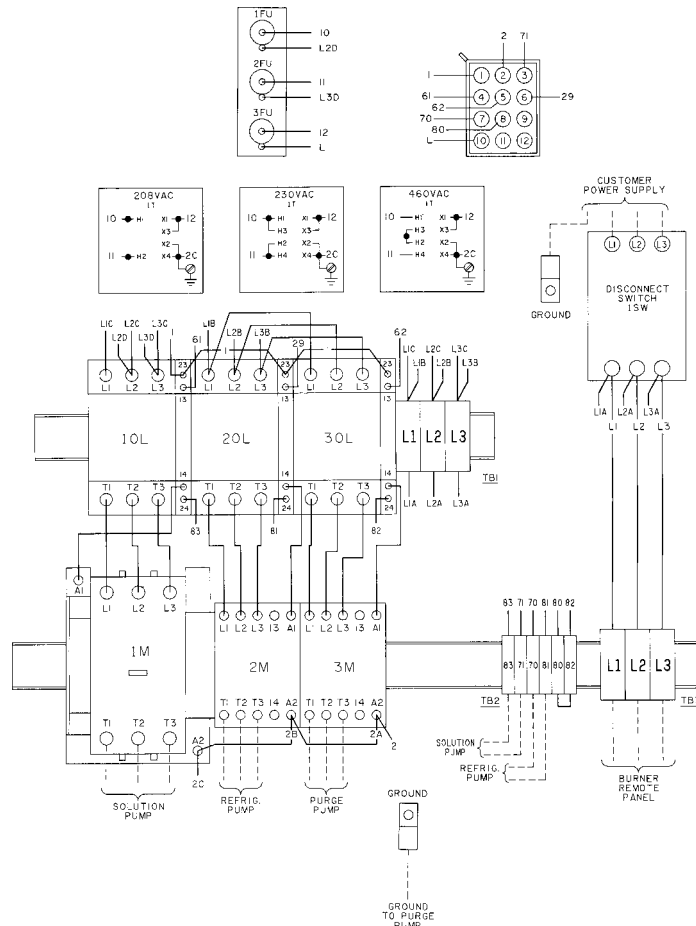 1FU
10
L2D
2FU
11
L3D
3FU
12
L
2 71
1 1 2 3
61 4 5 6 29
62
70 7 8 9
80
L 10 11 12
208VAC
1T
10 H1 X1 12
X3
X2
11 H2 X4 2C
230VAC
1T
10 H1 X1 12
H3 X3
H2 X2
11 H4 X4 2C
460VAC
1T
10 H1 X1 12
H3 X3
H2 X2
11 H4 X4 2C
CUSTOMER
POWER SUPPLY
L1 L2 L3
DISCONNECT
SWITCH
1SW
GROUND
L1A L2A L3A
L1 L2 L3
L1C L2C L3C 1 L1B
L2D L3D 61 L2B L3B 1 29 62
L1 L2 L3 23 L1 L2 L3 23 L1 L2 L3 23
13 13 13
L1C L2C L3C
L1B L2B L3B
1OL 2OL 3OL L1 L2 L3
14 14 14
T1 T2 T3 24 T1 T2 T3 24 T1 T2 T3 24
L1A L2A L3A
TB1
83 81 82
A1
L1 L2 L3
1M
T1 T2 T3
A2
2C
L1 L2 L3 13 A1 L1 L2 L3 13 A1
2M 3M
T1 T2 T3 14 A2 T1 T2 T3 14 A2
2B 2A 2
83 71 70 81 80 82
83 71 70 81 80 82
TB2
L1 L2 L3
SOLUTION
PUMP
REFRIG.
PUMP
BURNER
REMOTE
PANEL
SOLUTION
PUMP
REFRIG.
PUMP
PURGE
PUMP
GROUND
GROUND
TO PURGE
PUMP